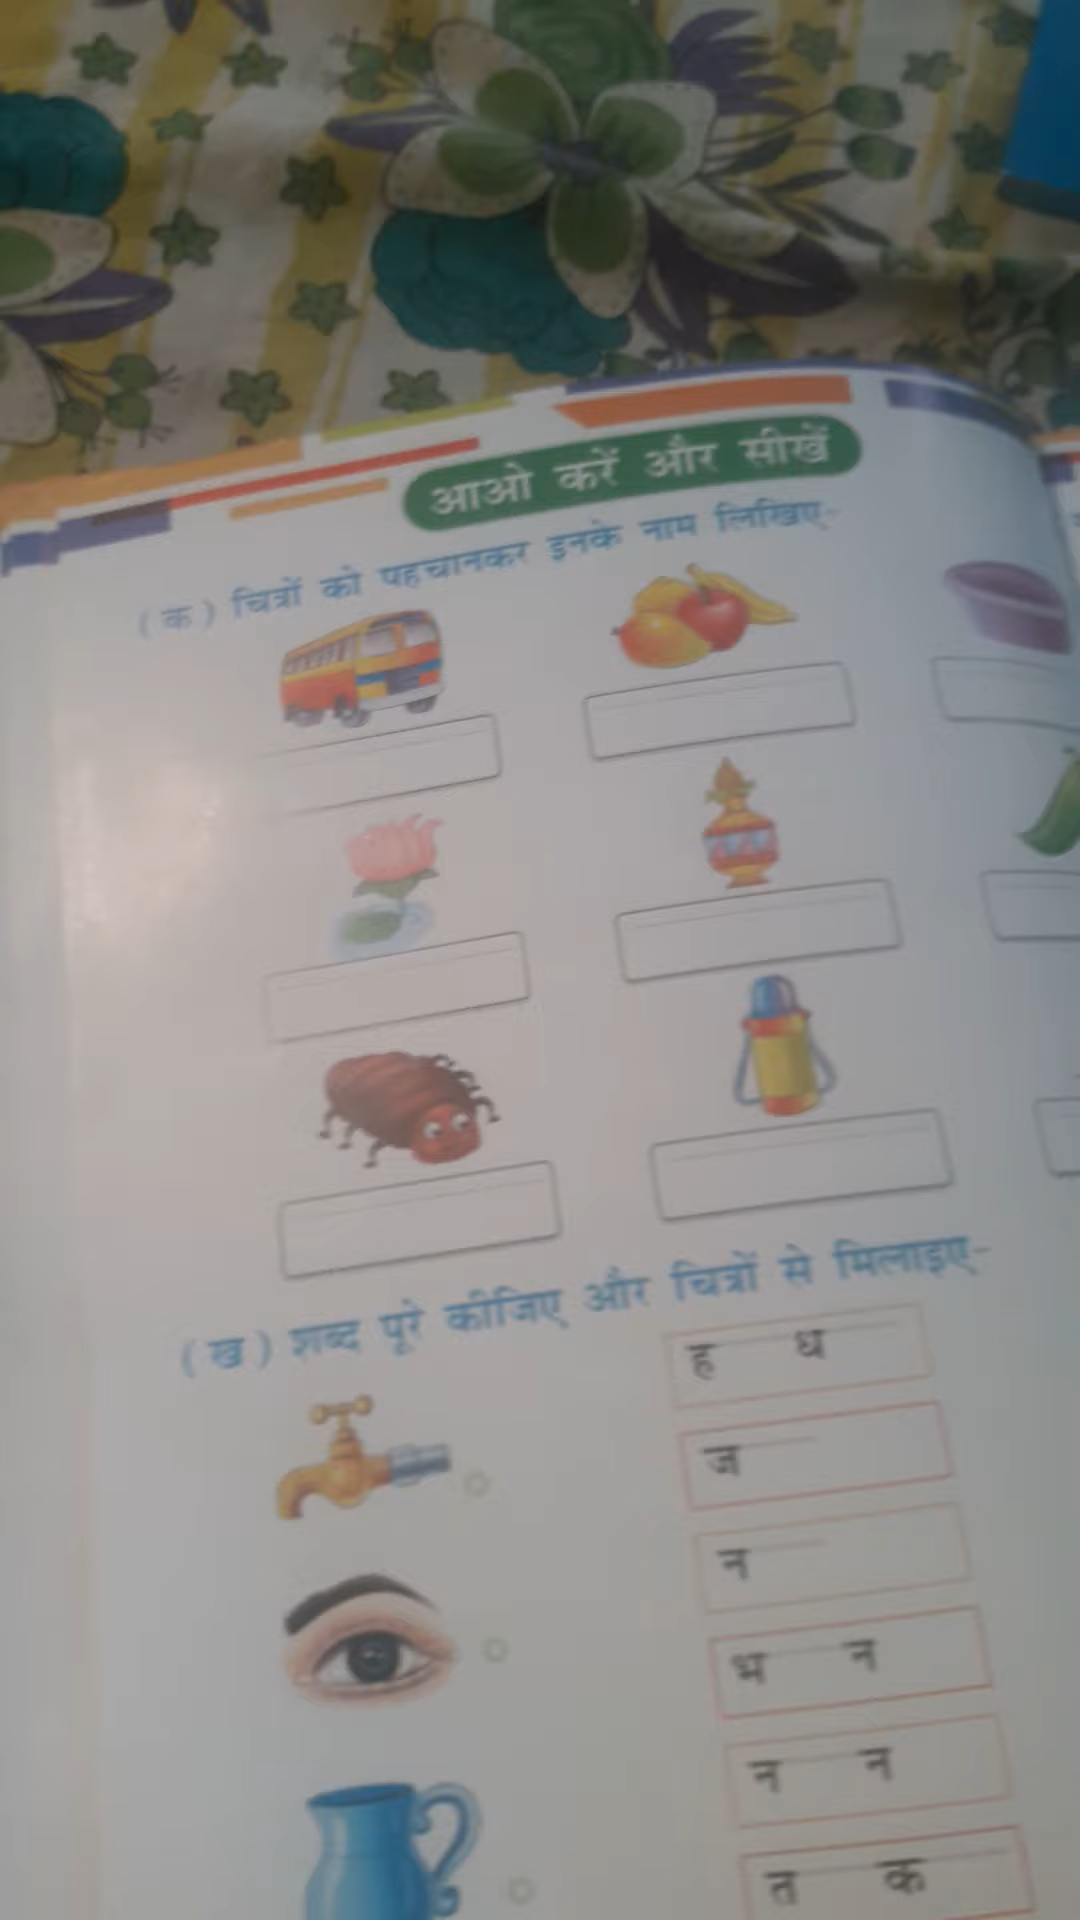 आओ करें और सीखें
(क) चित्रों को पहचानकर इनके नाम लिखिए-
(ख) शब्द पूरे कीजिए और चित्रों से मिलाइए-
ह ध
ज
न
भ न
न न
त क